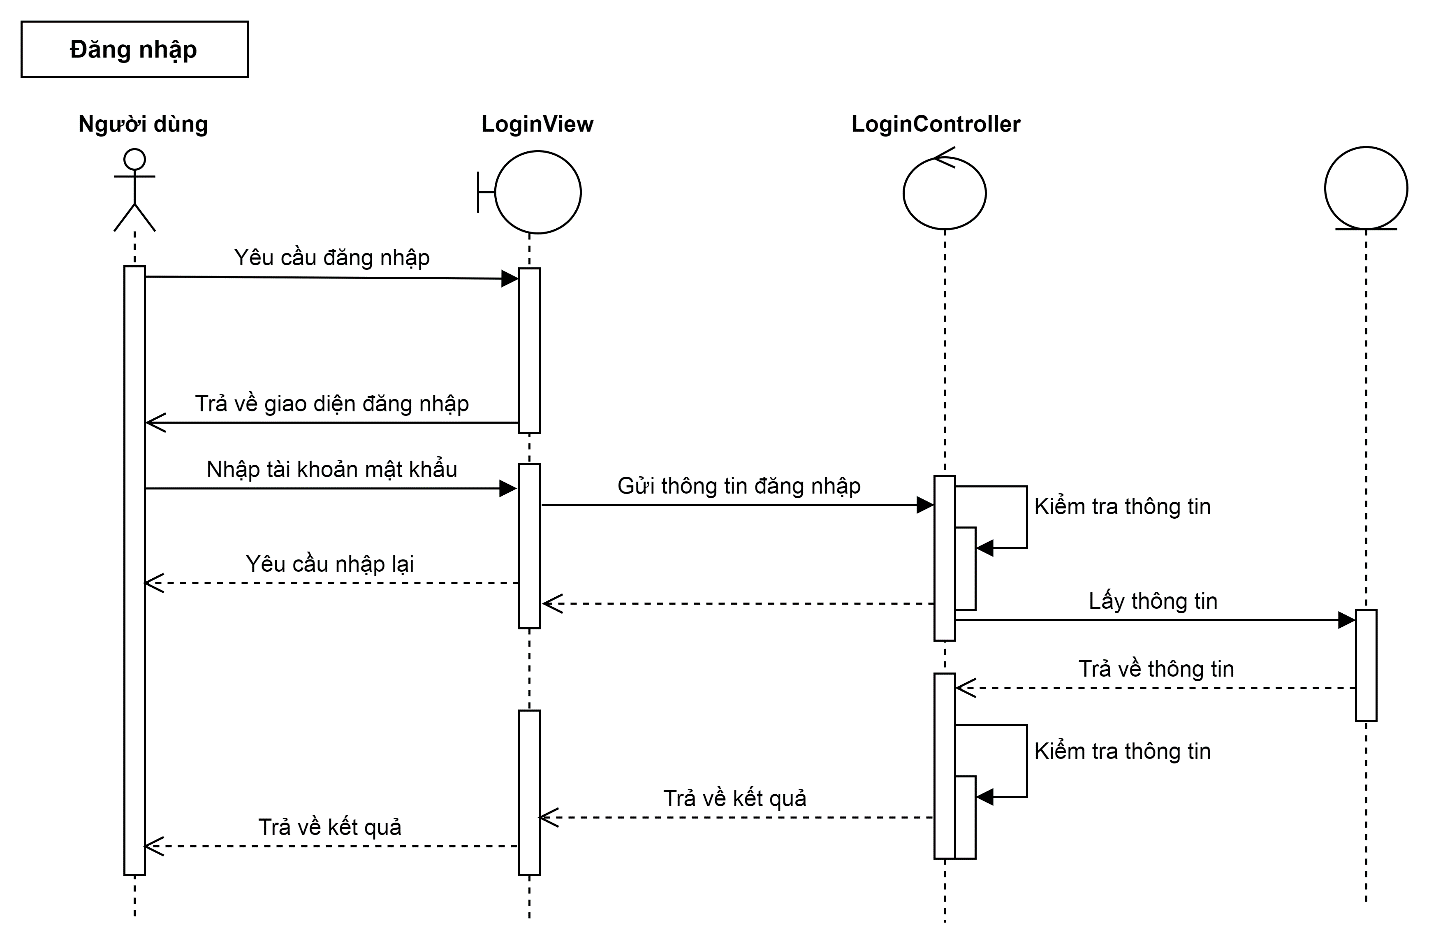 Đăng nhập
Người dùng
LoginView
LoginController
Yêu cầu đăng nhập
Trả về giao diện đăng nhập
Nhập tài khoản mật khẩu
Gửi thông tin đăng nhập
Kiểm tra thông tin
Yêu cầu nhập lại
Lấy thông tin
Trả về thông tin
Kiểm tra thông tin
Trả về kết quả
Trả về kết quả